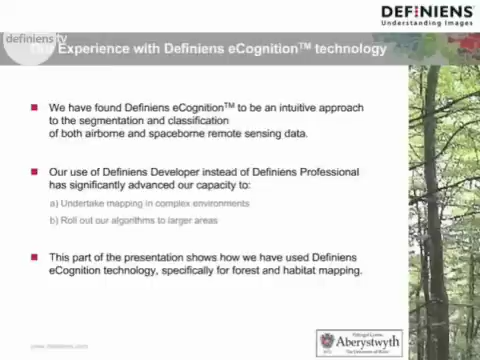 DEFINIENS
Understanding Images
definiens tv
Experience with Definiens eCognition™ technology
We have found Definiens eCognition™ to be an intuitive approach
to the segmentation and classification
of both airborne and spaceborne remote sensing data.
Our use of Definiens Developer instead of Definiens Professional
has significantly advanced our capacity to:
a) Undertake mapping in complex environments
b) Roll out our algorithms to larger areas
This part of the presentation shows how we have used Definiens
eCognition technology, specifically for forest and habitat mapping.
www.definiens.com
Aberystwyth